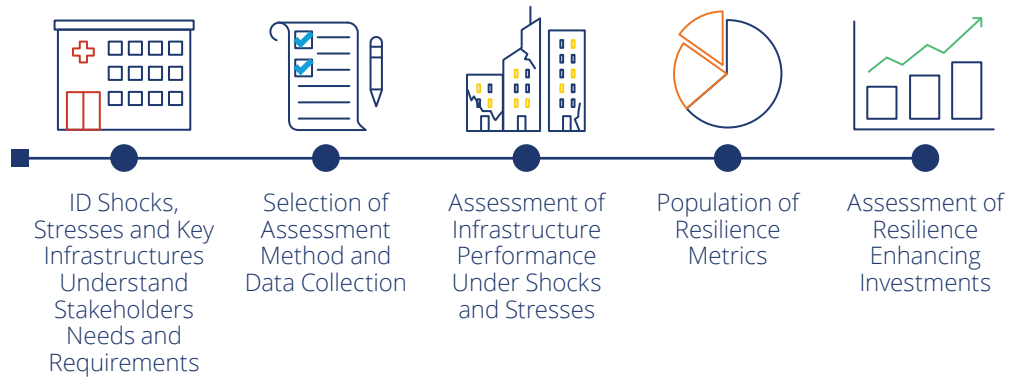 ID Shocks,
Stresses and Key
Infrastructures
Understand
Stakeholders
Needs and
Requirements
Selection of
Assessment
Method and
Data Collection
Assessment of
Infrastructure
Performance
Under Shocks
and Stresses
Population of
Resilience
Metrics
Assessment of
Resilience
Enhancing
Investments